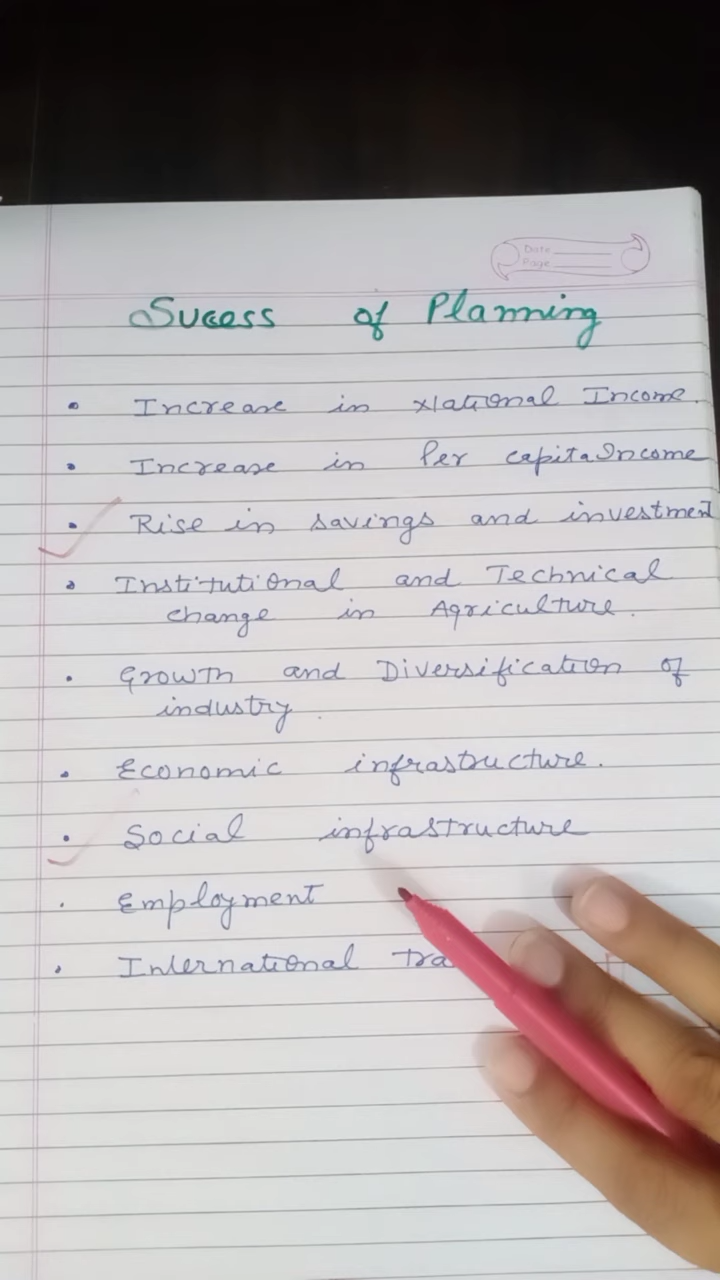 Date
Page
Sucess of Planning
• Increase in National Income.
• Increase in Per capita Income
• Rise in savings and investment
• Institutional and Technical
change in Agriculture.
• Growth and Diversification of
industry.
• Economic infrastructure.
• Social infrastructure
• Employment
• International tra